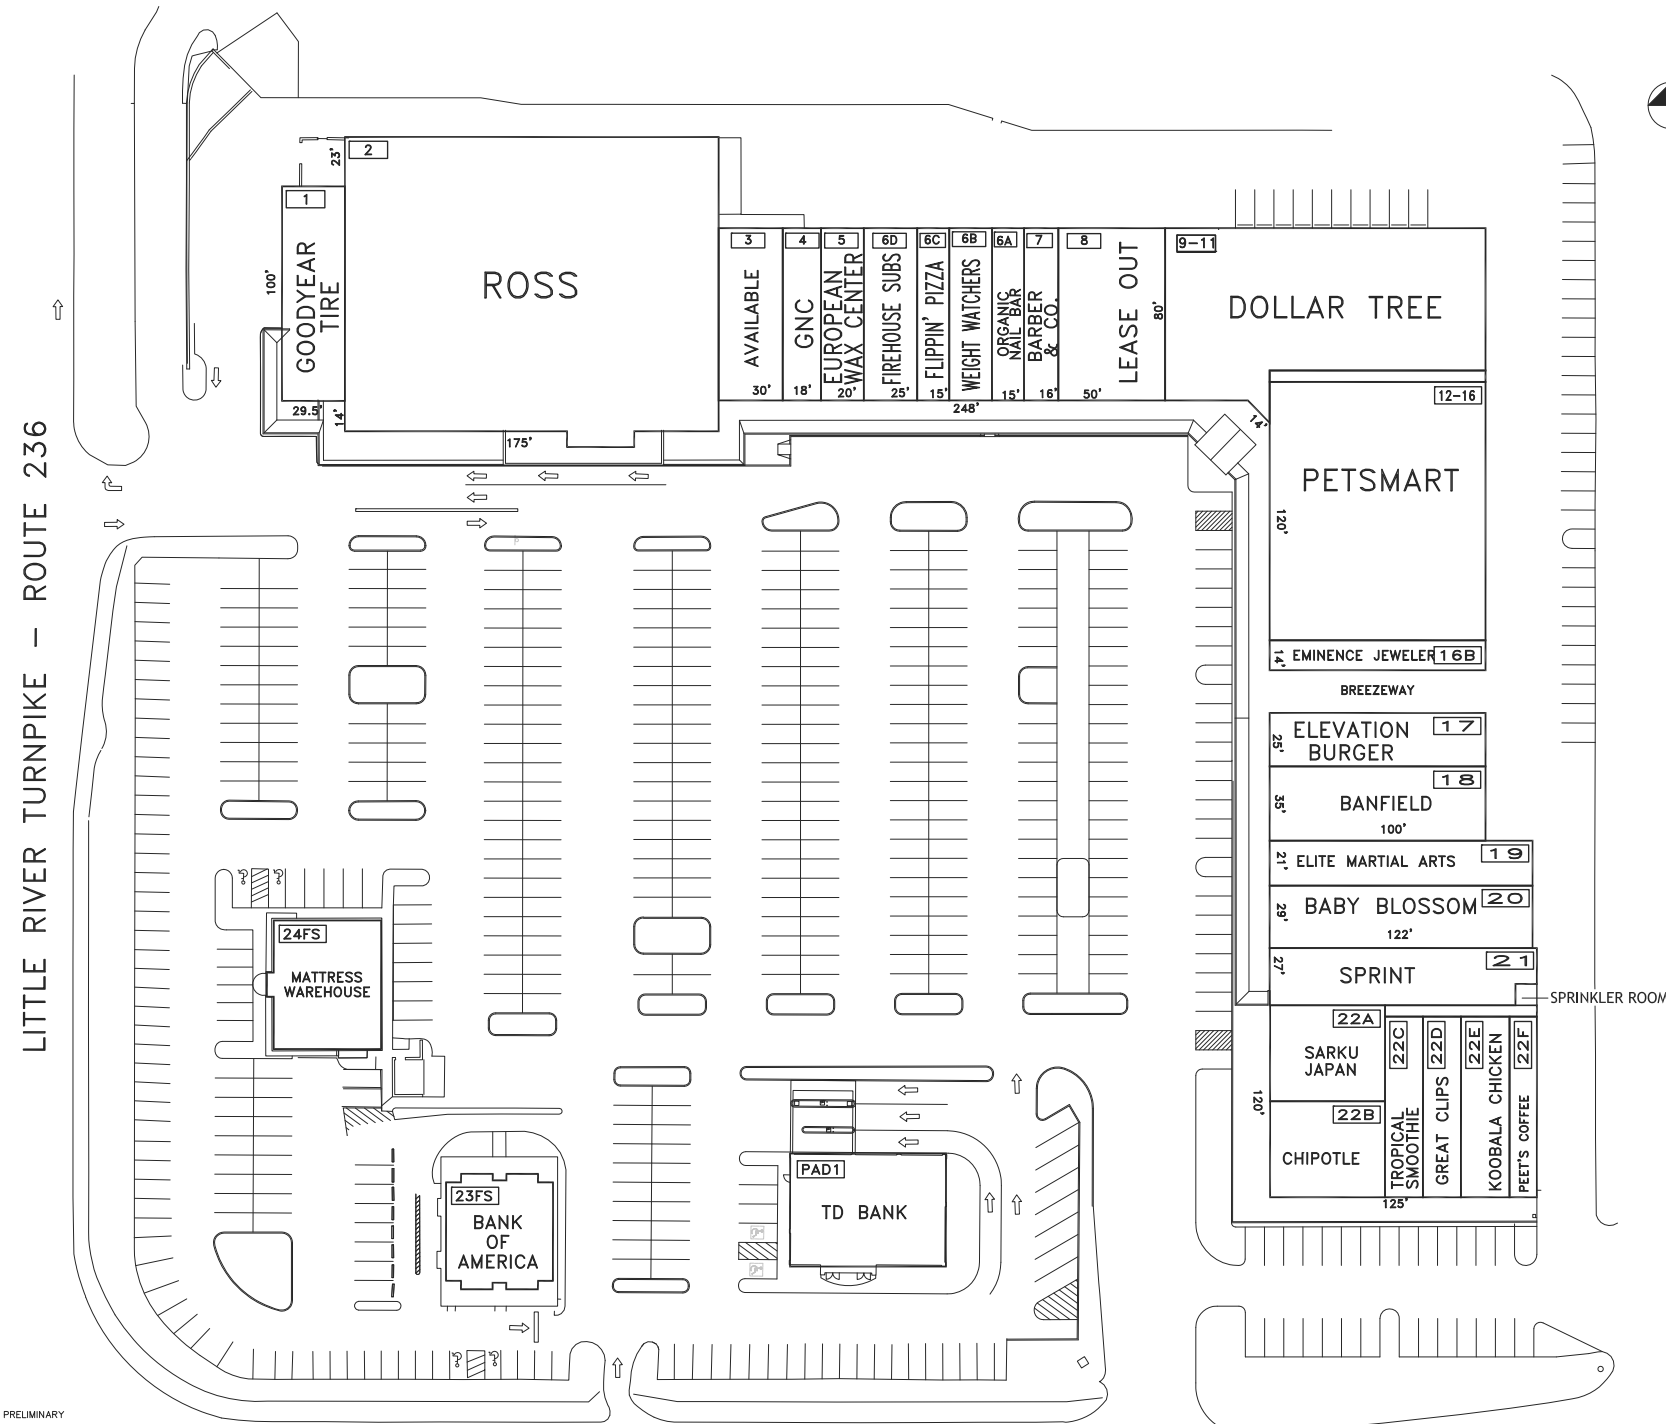 2
23'
1
GOODYEAR
TIRE
100'
29.5'
14'
ROSS
175'
3
AVAILABLE
30'
4
GNC
18'
5
EUROPEAN
WAX CENTER
20'
6D
FIREHOUSE SUBS
25'
6C
FLIPPIN' PIZZA
15'
6B
WEIGHT WATCHERS
6A
ORGANIC
NAIL BAR
15'
7
BARBER
& CO.
16'
8
LEASE OUT
50'
80'
248'
9-11
DOLLAR TREE
14'
12-16
PETSMART
120'
14'
EMINENCE JEWELER
16B
BREEZEWAY
17
ELEVATION
BURGER
25'
18
BANFIELD
35'
100'
19
ELITE MARTIAL ARTS
21'
20
BABY BLOSSOM
29'
122'
21
SPRINT
27'
SPRINKLER ROOM
22A
SARKU
JAPAN
22B
CHIPOTLE
120'
22C
TROPICAL
SMOOTHIE
22D
GREAT CLIPS
22E
KOOBALA CHICKEN
22F
PEET'S COFFEE
125'
LITTLE RIVER TURNPIKE - ROUTE 236
24FS
MATTRESS
WAREHOUSE
23FS
BANK
OF
AMERICA
PAD1
TD BANK
PRELIMINARY